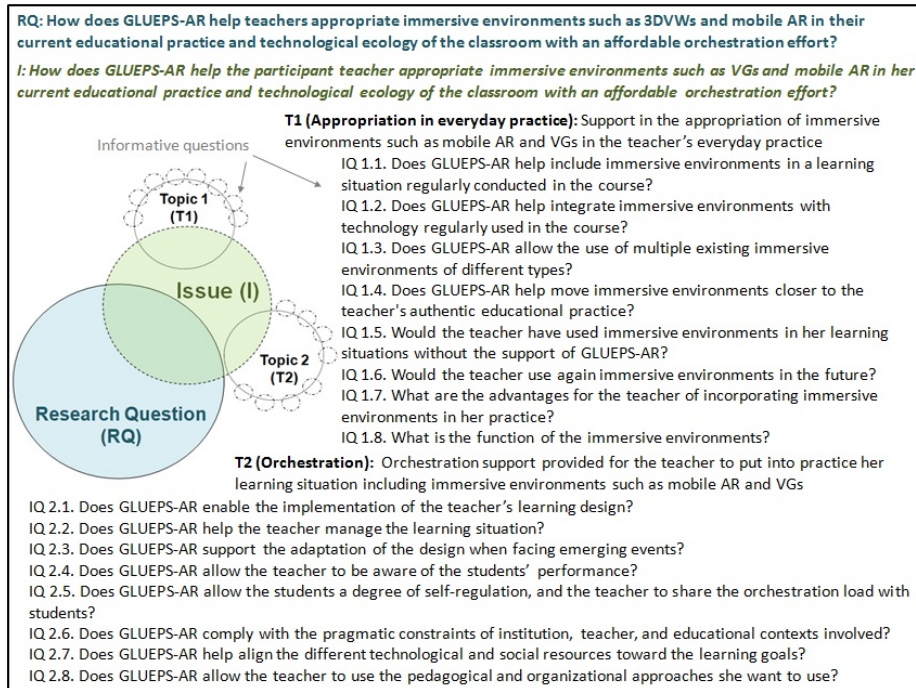 RQ: How does GLUEPS-AR help teachers appropriate immersive environments such as 3DVWs and mobile AR in their
current educational practice and technological ecology of the classroom with an affordable orchestration effort?
I: How does GLUEPS-AR help the participant teacher appropriate immersive environments such as VGs and mobile AR in her
current educational practice and technological ecology of the classroom with an affordable orchestration effort?
T1 (Appropriation in everyday practice): Support in the appropriation of immersive
environments such as mobile AR and VGs in the teacher's everyday practice
Informative questions
IQ 1.1. Does GLUEPS-AR help include immersive environments in a learning
situation regularly conducted in the course?
IQ 1.2. Does GLUEPS-AR help integrate immersive environments with
technology regularly used in the course?
IQ 1.3. Does GLUEPS-AR allow the use of multiple existing immersive
environments of different types?
IQ 1.4. Does GLUEPS-AR help move immersive environments closer to the
teacher's authentic educational practice?
IQ 1.5. Would the teacher have used immersive environments in her learning
situations without the support of GLUEPS-AR?
IQ 1.6. Would the teacher use again immersive environments in the future?
IQ 1.7. What are the advantages for the teacher of incorporating immersive
environments in her practice?
IQ 1.8. What is the function of the immersive environments?
Topic 1
(T1)
Issue (I)
Topic 2
(T2)
Research Question
(RQ)
T2 (Orchestration): Orchestration support provided for the teacher to put into practice her
learning situation including immersive environments such as mobile AR and VGs
IQ 2.1. Does GLUEPS-AR enable the implementation of the teacher's learning design?
IQ 2.2. Does GLUEPS-AR help the teacher manage the learning situation?
IQ 2.3. Does GLUEPS-AR support the adaptation of the design when facing emerging events?
IQ 2.4. Does GLUEPS-AR allow the teacher to be aware of the students' performance?
IQ 2.5. Does GLUEPS-AR allow the students a degree of self-regulation, and the teacher to share the orchestration load with
students?
IQ 2.6. Does GLUEPS-AR comply with the pragmatic constraints of institution, teacher, and educational contexts involved?
IQ 2.7. Does GLUEPS-AR help align the different technological and social resources toward the learning goals?
IQ 2.8. Does GLUEPS-AR allow the teacher to use the pedagogical and organizational approaches she want to use?